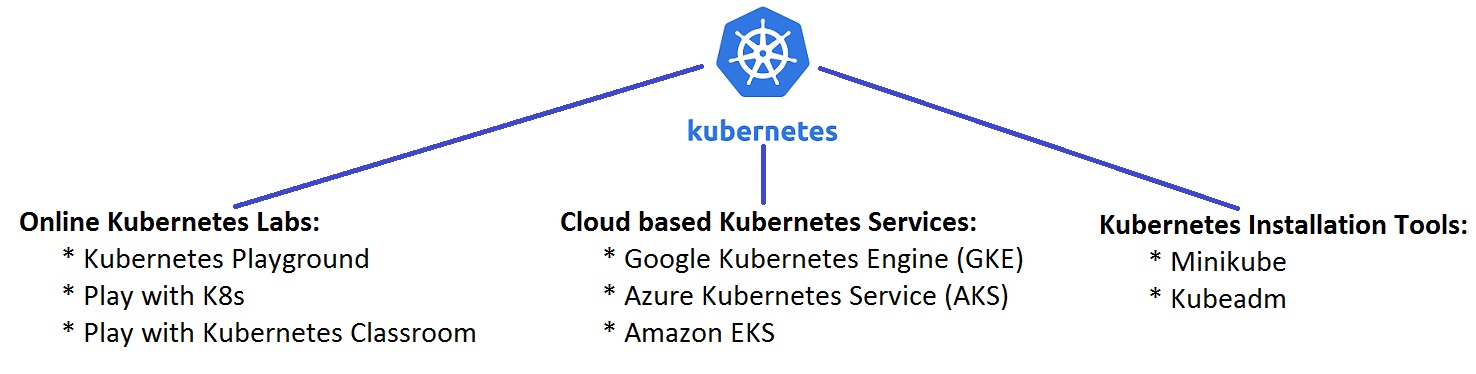 kubernetes
Online Kubernetes Labs:
* Kubernetes Playground
* Play with K8s
* Play with Kubernetes Classroom
Cloud based Kubernetes Services:
* Google Kubernetes Engine (GKE)
* Azure Kubernetes Service (AKS)
* Amazon EKS
Kubernetes Installation Tools:
* Minikube
* Kubeadm